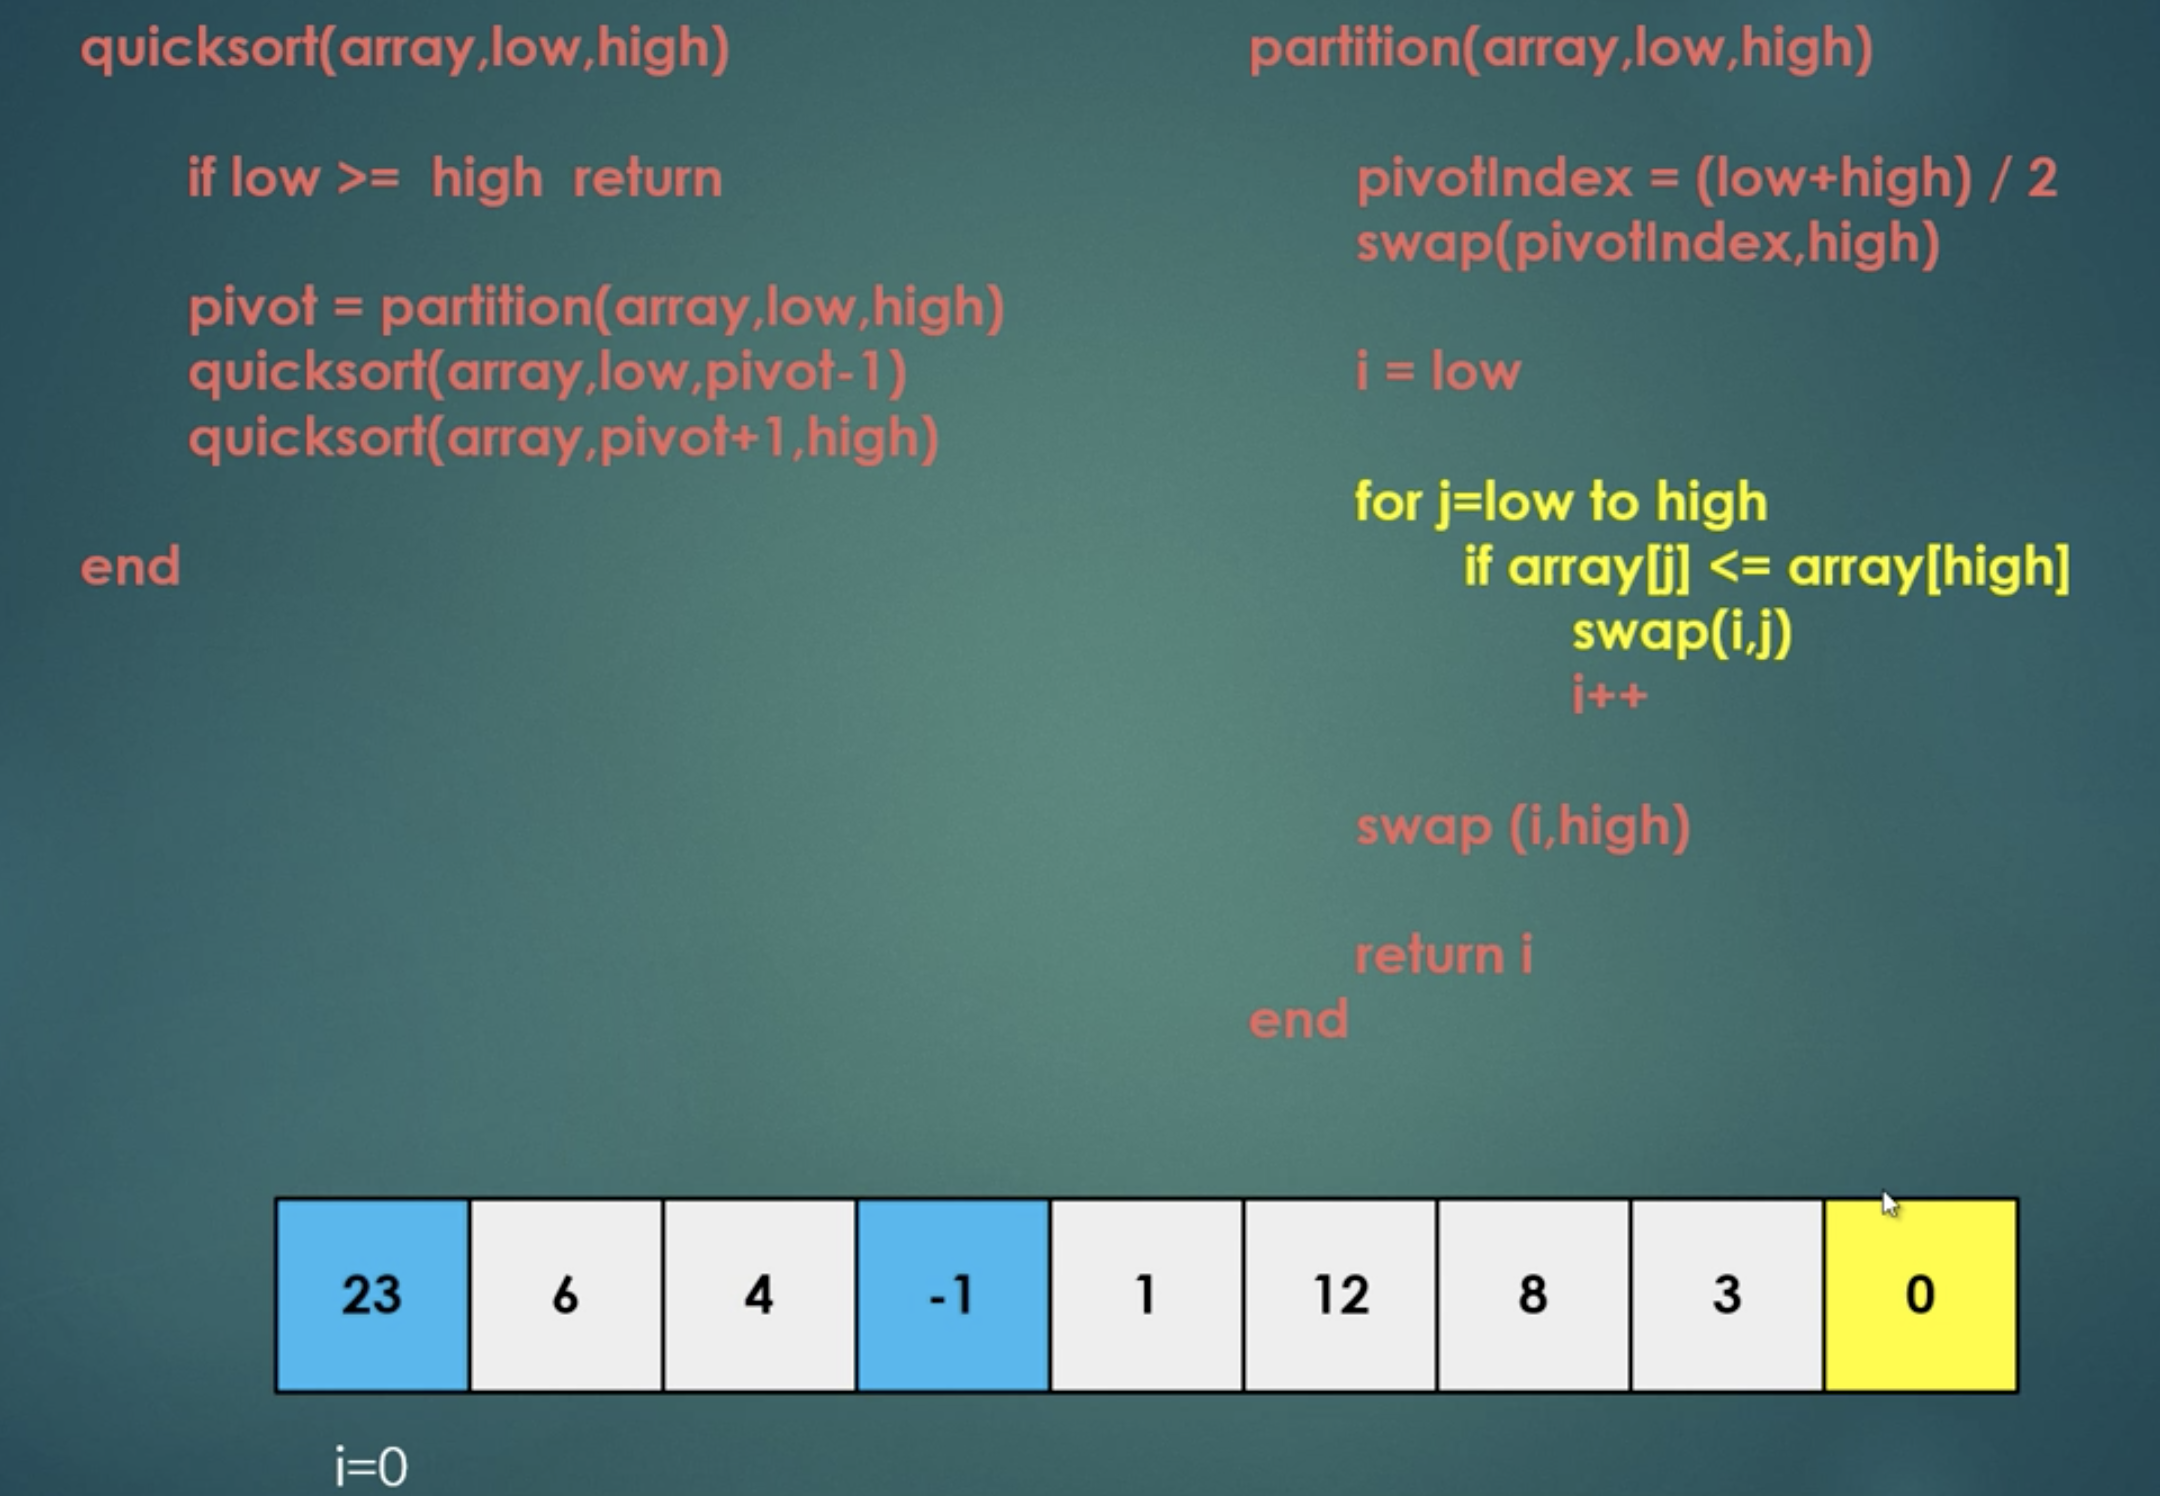 quicksort(array,low,high)
if low >= high return
pivot = partition(array,low,high)
quicksort(array,low,pivot-1)
quicksort(array,pivot+1,high)
end
partition(array,low,high)
pivotIndex = (low+high) / 2
swap(pivotIndex,high)
i = low
for j=low to high
if array[j] <= array[high]
swap(i,j)
i++
swap (i,high)
return i
end
23 6 4 -1 1 12 8 3 0
i=0